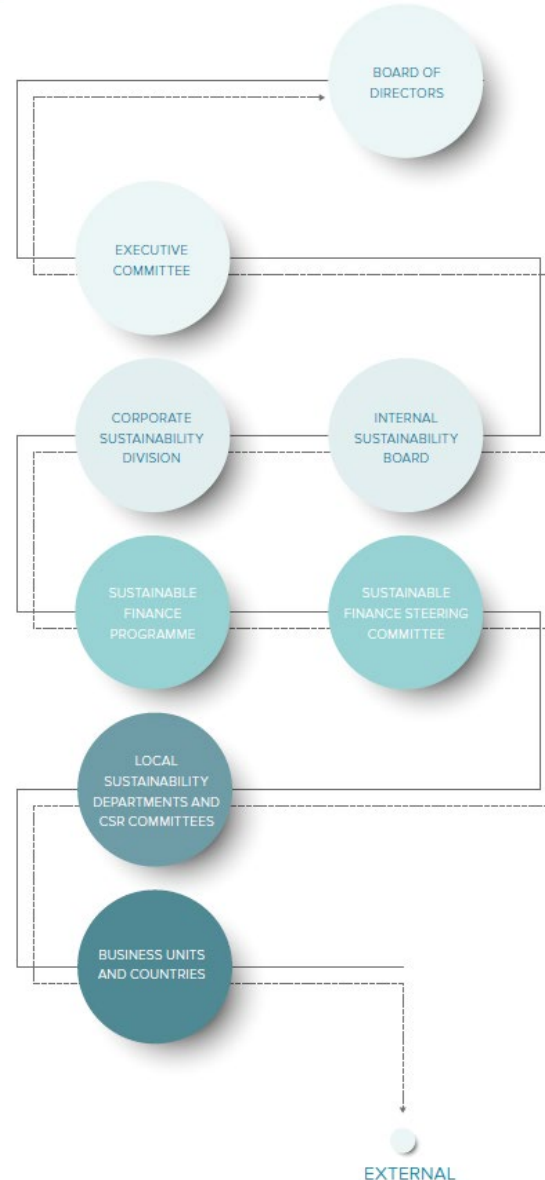 BOARD OF
DIRECTORS
EXECUTIVE
COMMITTEE
CORPORATE
SUSTAINABILITY
DIVISION
INTERNAL
SUSTAINABILITY
BOARD
SUSTAINABLE
FINANCE
PROGRAMME
SUSTAINABLE
FINANCE STEERING
COMMITTEE
LOCAL
SUSTAINABILITY
DEPARTMENTS AND
CSR COMMITTEES
BUSINESS UNITS
AND COUNTRIES
EXTERNAL